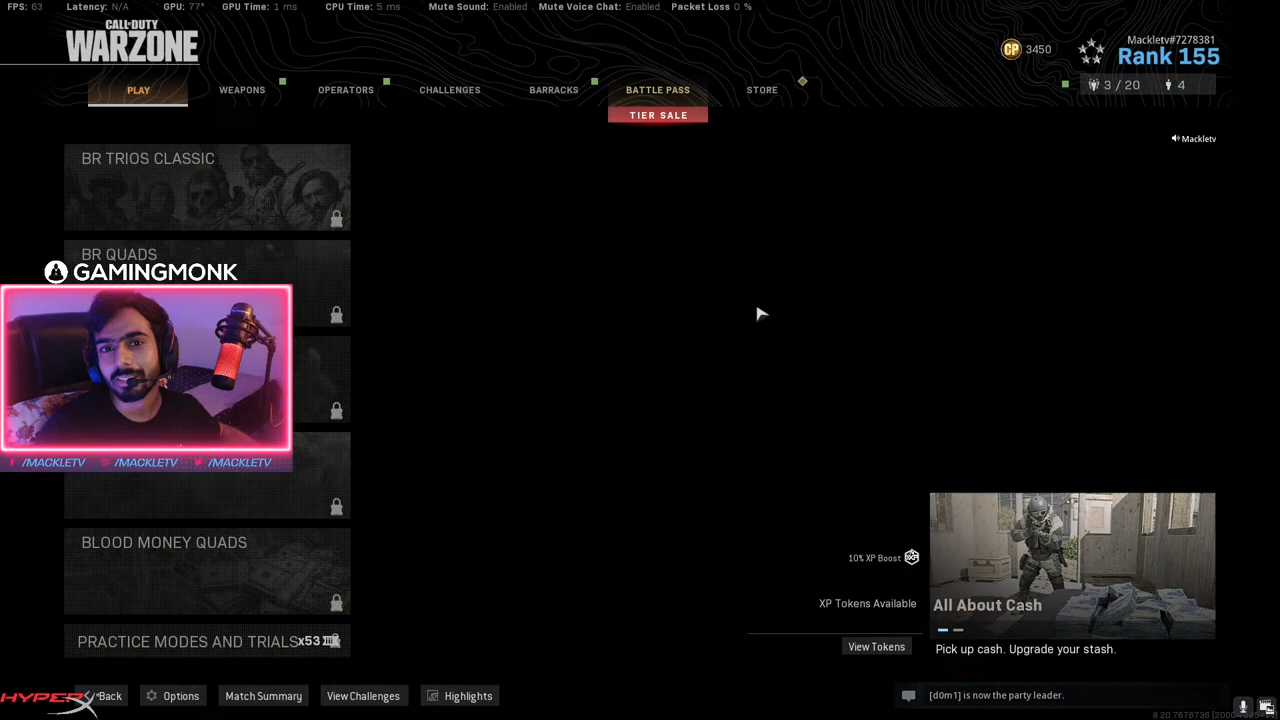 FPS: 63 Latency: N/A GPU: 77° GPU Time: 1 ms CPU Time: 5 ms Mute Sound: Enabled Mute Voice Chat: Enabled Packet Loss 0 %
CALL·DUTY
WARZONE
CP 3450
Mackletv#7278381
Rank 155
3 / 20 4
PLAY WEAPONS OPERATORS CHALLENGES BARRACKS BATTLE PASS STORE
TIER SALE
Mackletv
BR TRIOS CLASSIC
BR QUADS
GAMINGMONK
/MACKLETV /MACKLETV /MACKLETV
BLOOD MONEY QUADS
PRACTICE MODES AND TRIALS x53
10% XP Boost
XP Tokens Available
View Tokens
All About Cash
Pick up cash. Upgrade your stash.
HYPERX
Back Options Match Summary View Challenges Highlights
[d0m1] is now the party leader.